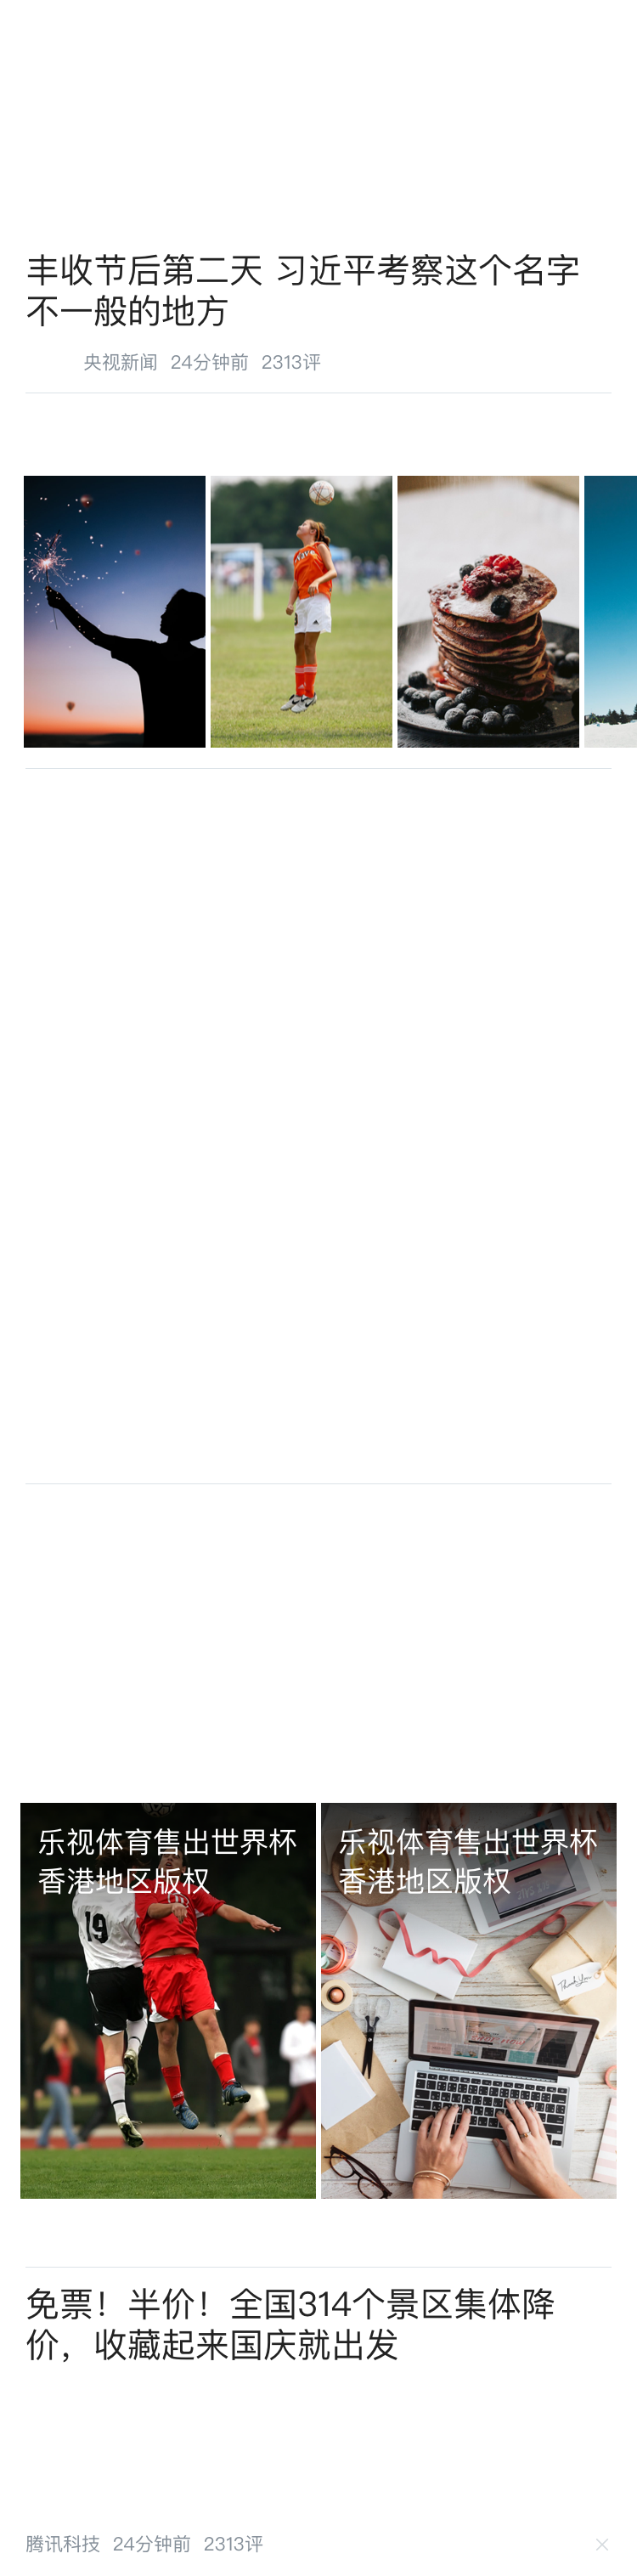 丰收节后第二天 习近平考察这个名字
不一般的地方
央视新闻 24分钟前 2313评
乐视体育售出世界杯
香港地区版权
19
乐视体育售出世界杯
香港地区版权
Thank You
免票！半价！全国314个景区集体降
价，收藏起来国庆就出发
腾讯科技 24分钟前 2313评